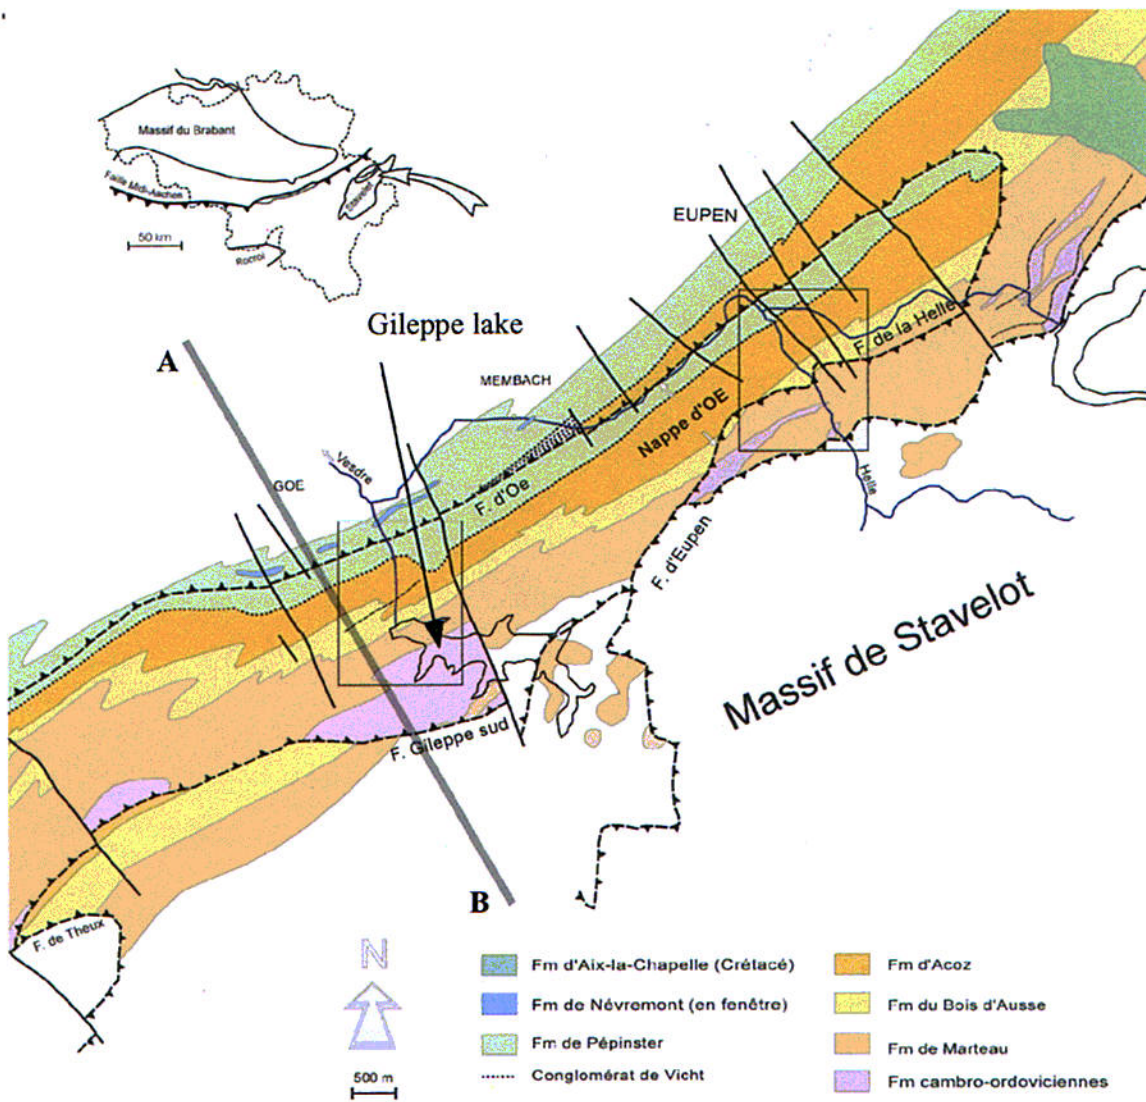 Massif du Brabant
Faille Midi-Aachen
Stavelot
50 km
Rocroi
EUPEN
Gileppe lake
A
MEMBACH
F. de la Helle
Nappe d'OE
Vesdre
GOE
F. d'Oe
Helle
F. d'Eupen
Massif de Stavelot
F. Gileppe sud
B
F. de Theux
N
500 m
Fm d'Aix-la-Chapelle (Crétacé)
Fm de Névremont (en fenêtre)
Fm de Pépinster
Conglomérat de Vicht
Fm d'Acoz
Fm du Bois d'Ausse
Fm de Marteau
Fm cambro-ordoviciennes